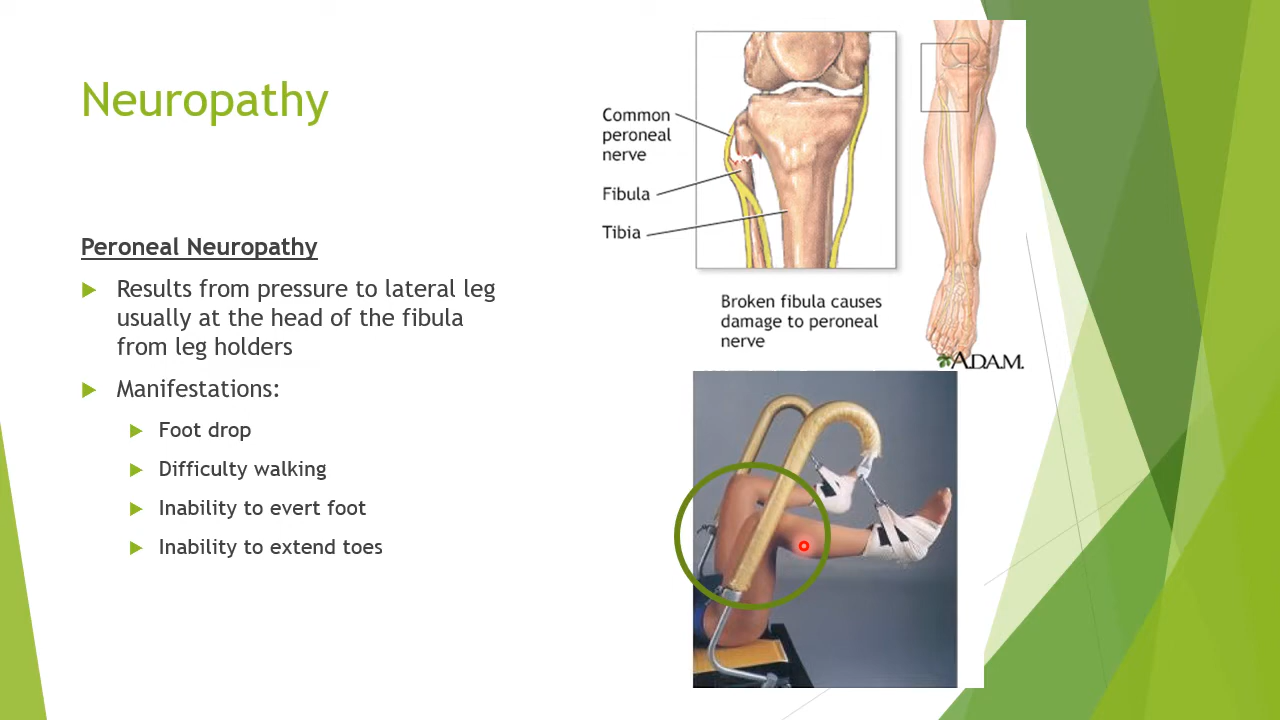 Neuropathy
Peroneal Neuropathy
Results from pressure to lateral leg
usually at the head of the fibula
from leg holders
Manifestations:
Foot drop
Difficulty walking
Inability to evert foot
Inability to extend toes
Common
peroneal
nerve
Fibula
Tibia
Broken fibula causes
damage to peroneal
nerve
ADAM.